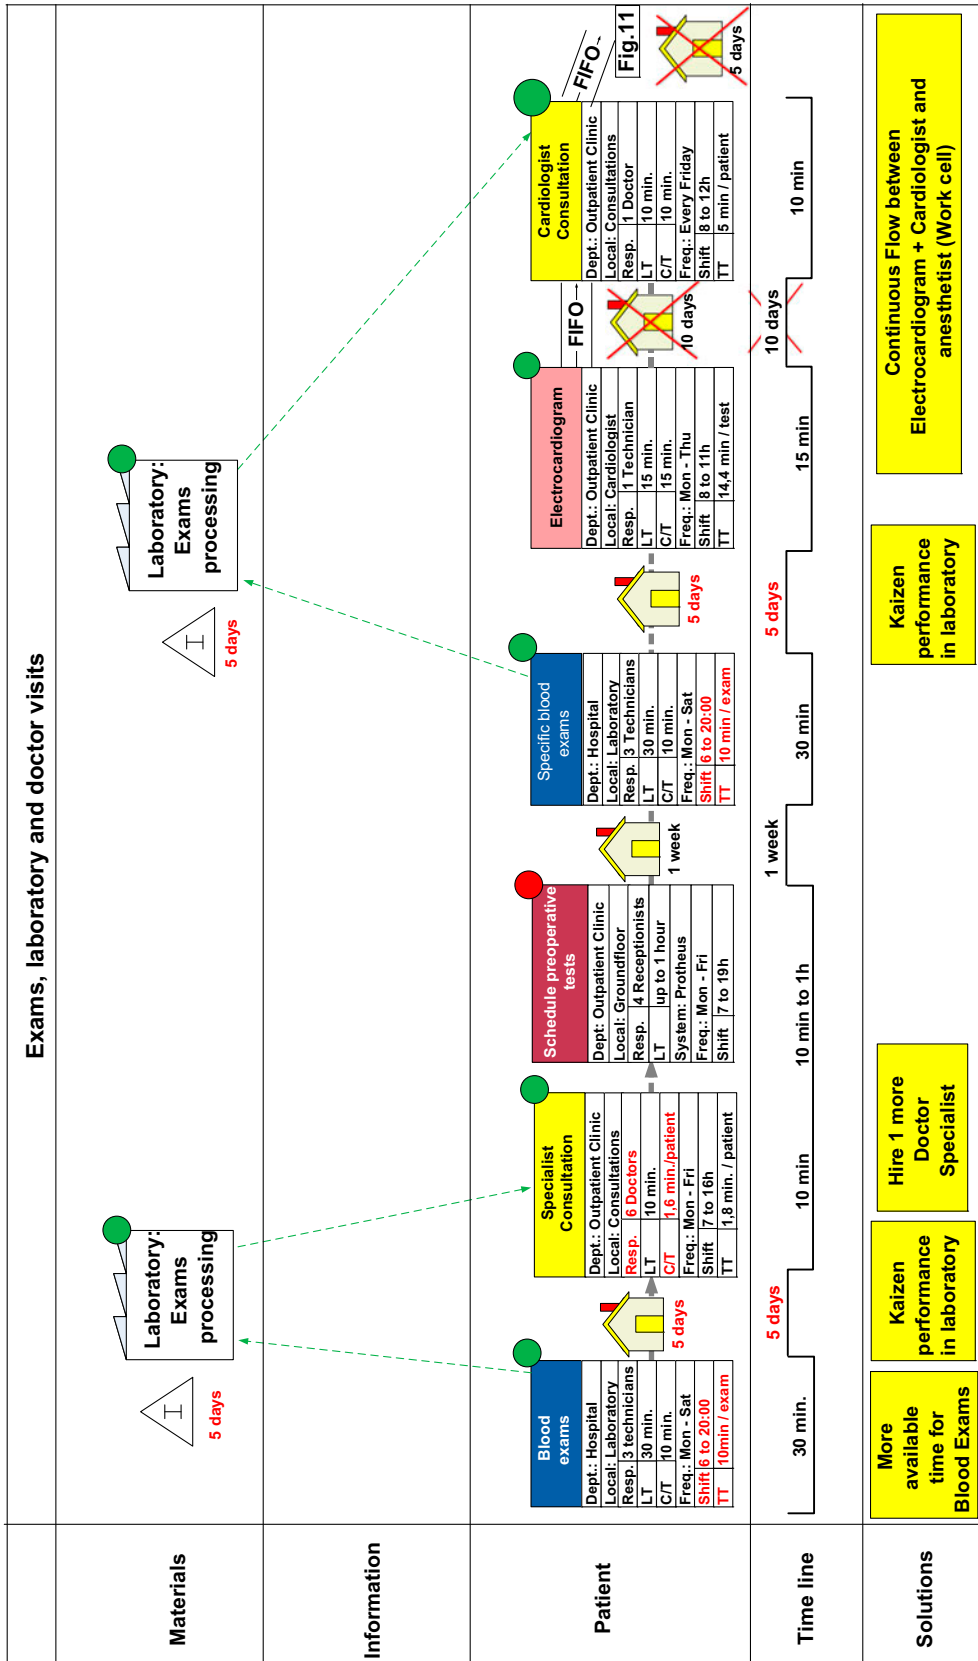 Exams, laboratory and doctor visits
Materials
5 days
Laboratory:
Exams
processing
5 days
Laboratory:
Exams
processing
Information
Patient
Blood
exams
Dept.: Hospital
Local: Laboratory
Resp. 3 technicians
LT 30 min.
C/T 10 min.
Freq.: Mon - Sat
Shift 6 to 20:00
TT 10min / exam
5 days
Specialist
Consultation
Dept.: Outpatient Clinic
Local: Consultations
Resp. 6 Doctors
LT 10 min.
C/T 1,6 min./patient
Freq.: Mon - Fri
Shift 7 to 16h
TT 1,8 min. / patient
Schedule preoperative
tests
Dept: Outpatient Clinic
Local: Groundfloor
Resp. 4 Receptionists
LT up to 1 hour
System: Protheus
Freq.: Mon - Fri
Shift 7 to 19h
1 week
Specific blood
exams
Dept.: Hospital
Local: Laboratory
Resp. 3 Technicians
LT 30 min.
C/T 10 min.
Freq.: Mon - Sat
Shift 6 to 20:00
TT 10 min / exam
5 days
Electrocardiogram
Dept.: Outpatient Clinic
Local: Cardiologist
Resp. 1 Technician
LT 15 min.
C/T 15 min.
Freq.: Mon - Thu
Shift 8 to 11h
TT 14,4 min / test
FIFO
10 days
Cardiologist
Consultation
Dept.: Outpatient Clinic
Local: Consultations
Resp. 1 Doctor
LT 10 min.
C/T 10 min.
Freq.: Every Friday
Shift 8 to 12h
TT 5 min / patient
FIFO
Fig.11
5 days
Time line
30 min.
5 days
10 min
10 min to 1h
1 week
30 min
5 days
15 min
10 days
10 min
Solutions
More
available
time for
Blood Exams
Kaizen
performance
in laboratory
Hire 1 more
Doctor
Specialist
Kaizen
performance
in laboratory
Continuous Flow between
Electrocardiogram + Cardiologist and
anesthetist (Work cell)